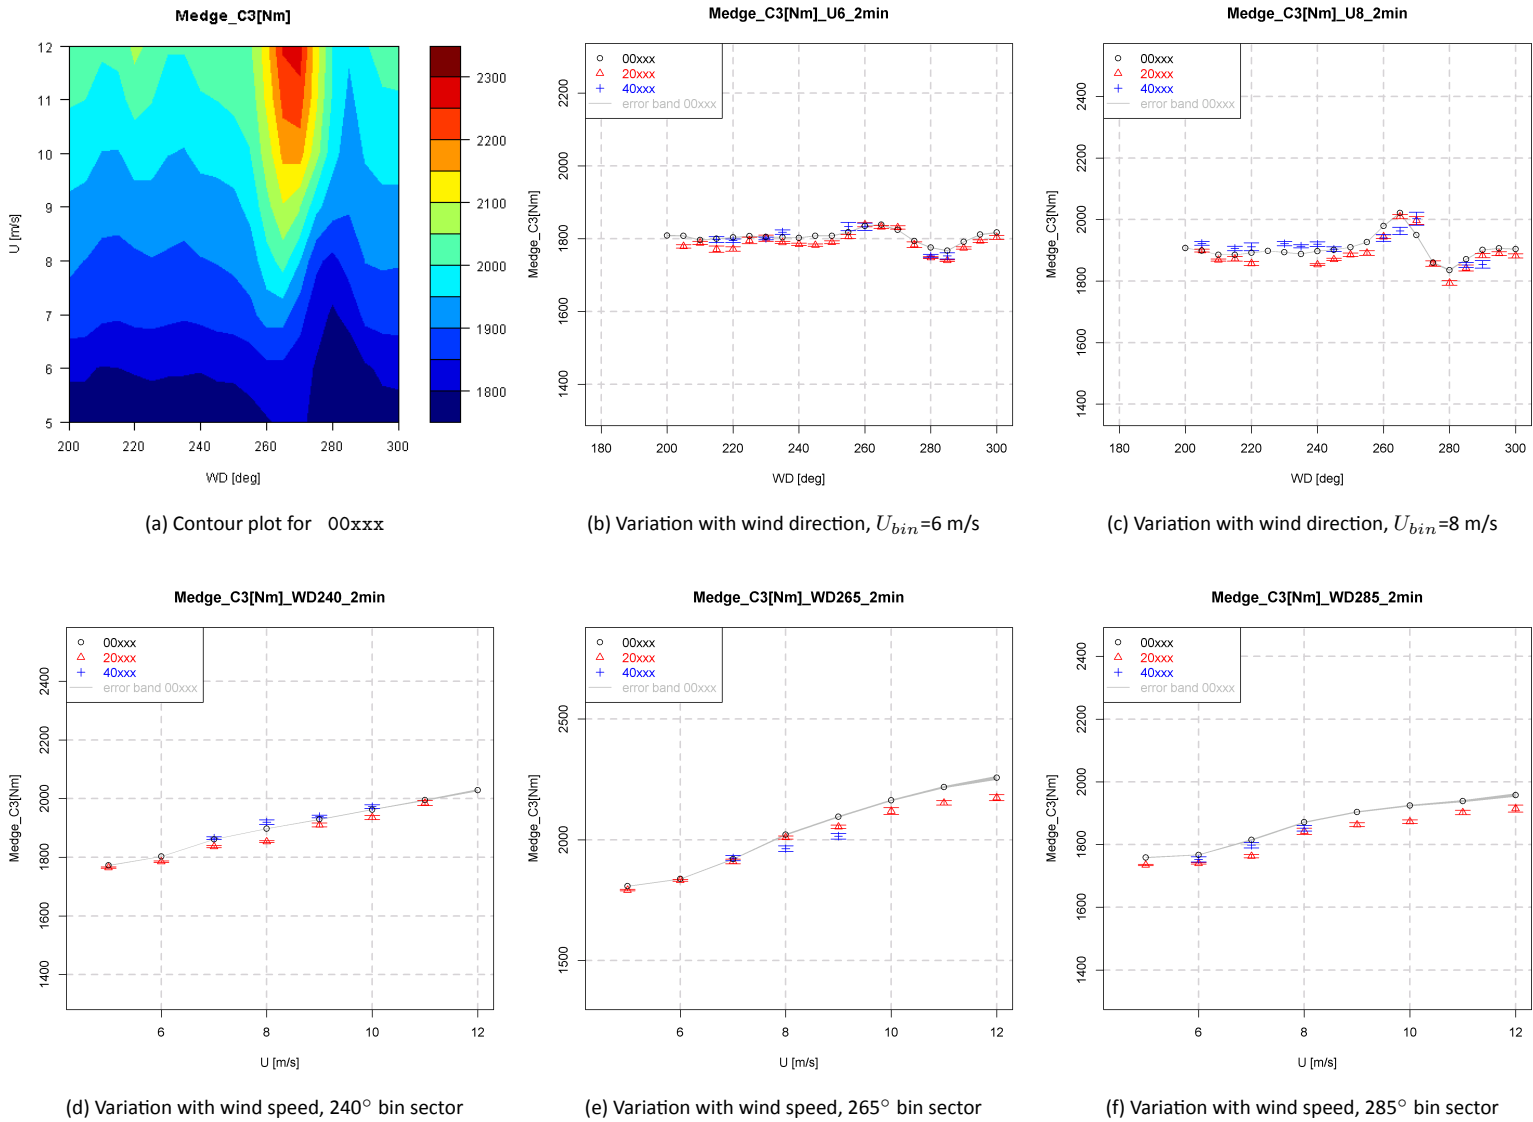 Medge_C3[Nm]
12
11
10
9
8
7
6
5
U [m/s]
200 220 240 260 280 300
WD [deg]
2300
2200
2100
2000
1900
1800
(a) Contour plot for 00xxx
Medge_C3[Nm]_U6_2min
00xxx
20xxx
40xxx
error band 00xxx
Medge_C3[Nm]
2200
2000
1800
1600
1400
180 200 220 240 260 280 300
WD [deg]
(b) Variation with wind direction, U_bin=6 m/s
Medge_C3[Nm]_U8_2min
00xxx
20xxx
40xxx
error band 00xxx
Medge_C3[Nm]
2400
2200
2000
1800
1600
1400
180 200 220 240 260 280 300
WD [deg]
(c) Variation with wind direction, U_bin=8 m/s
Medge_C3[Nm]_WD240_2min
00xxx
20xxx
40xxx
error band 00xxx
Medge_C3[Nm]
2400
2200
2000
1800
1600
1400
6 8 10 12
U [m/s]
(d) Variation with wind speed, 240° bin sector
Medge_C3[Nm]_WD265_2min
00xxx
20xxx
40xxx
error band 00xxx
Medge_C3[Nm]
2500
2000
1500
6 8 10 12
U [m/s]
(e) Variation with wind speed, 265° bin sector
Medge_C3[Nm]_WD285_2min
00xxx
20xxx
40xxx
error band 00xxx
Medge_C3[Nm]
2400
2200
2000
1800
1600
1400
6 8 10 12
U [m/s]
(f) Variation with wind speed, 285° bin sector